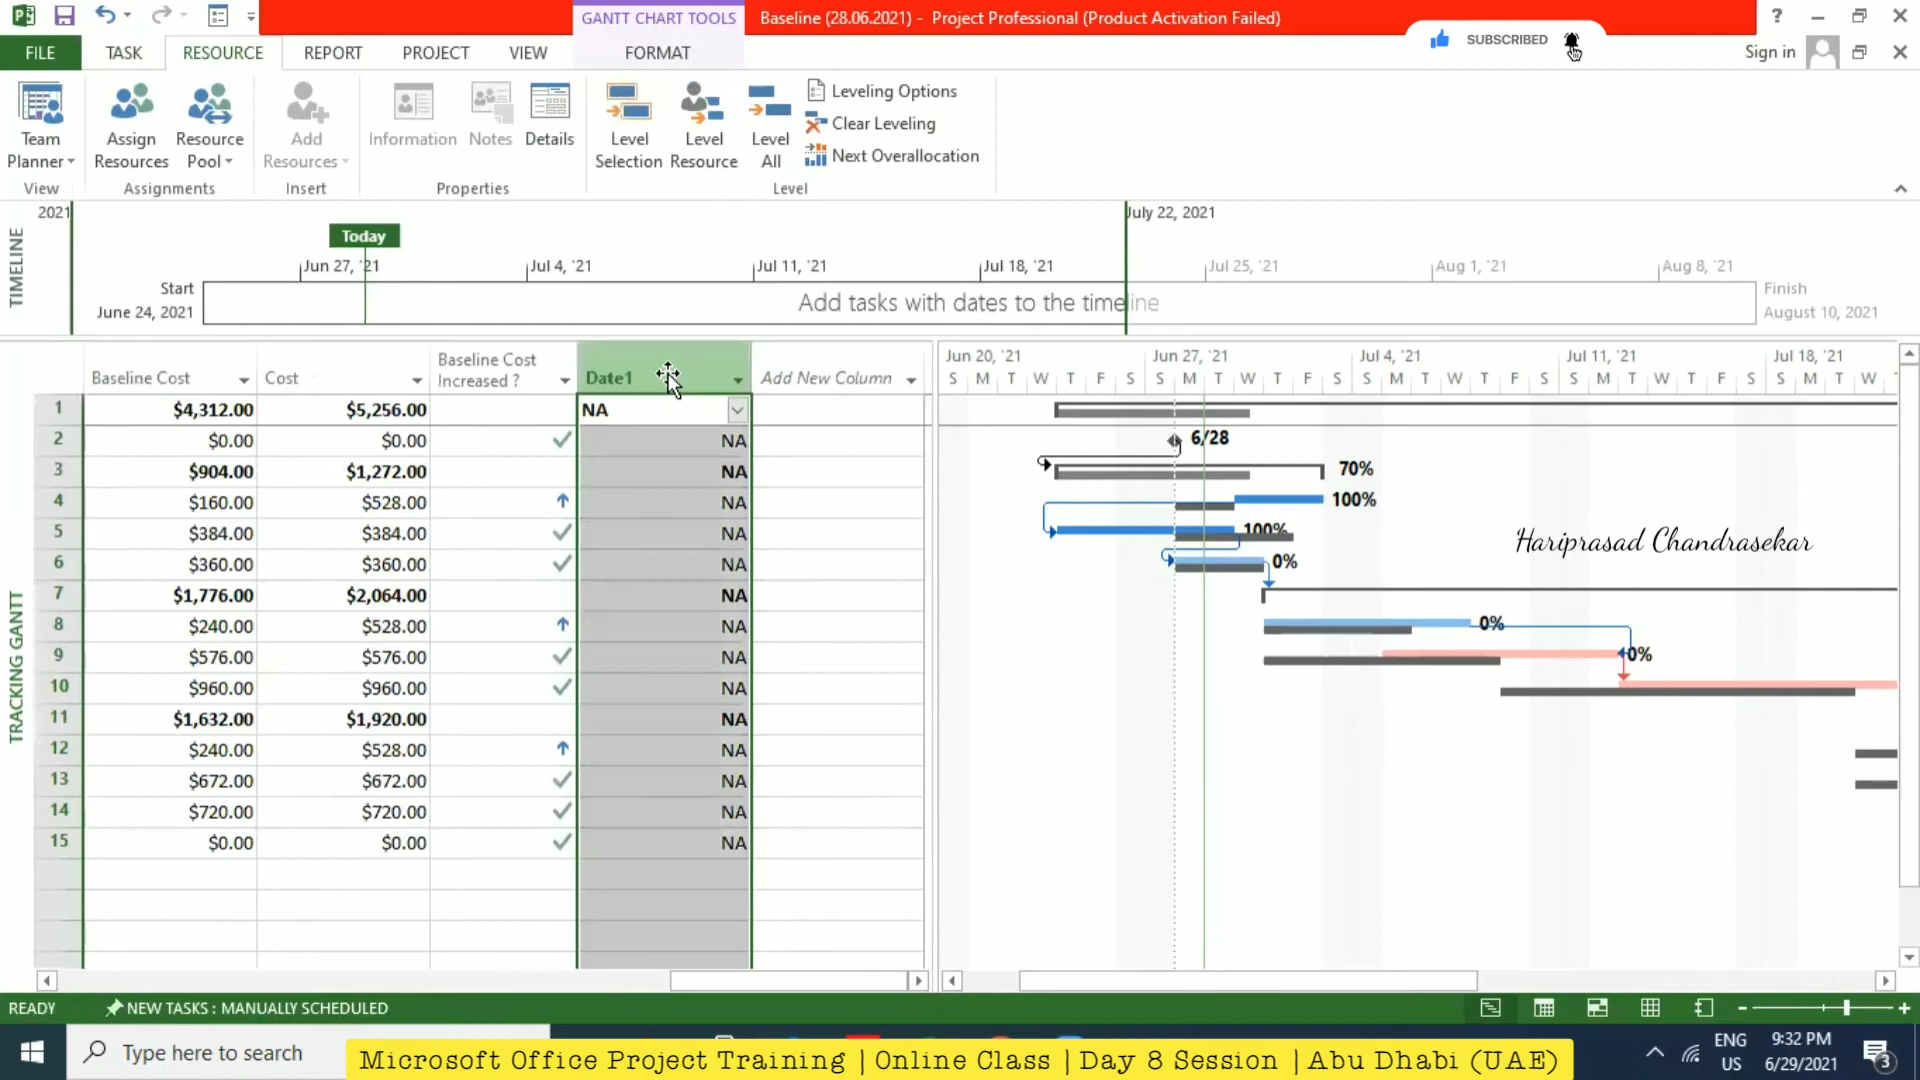 GANTT CHART TOOLS
Baseline (28.06.2021) - Project Professional (Product Activation Failed)
?
SUBSCRIBED
FILE TASK RESOURCE REPORT PROJECT VIEW FORMAT
Sign in
Team Planner
Assign Resources
Resource Pool
Add Resources
Information
Notes
Details
Level Selection
Level Resource
Level All
Leveling Options
Clear Leveling
Next Overallocation
View Assignments Insert Properties Level
TIMELINE
2021
July 22, 2021
Today
Jun 27, '21 Jul 4, '21 Jul 11, '21 Jul 18, '21 Jul 25, '21 Aug 1, '21 Aug 8, '21
Start
June 24, 2021
Add tasks with dates to the timeline
Finish
August 10, 2021
TRACKING GANTT
Baseline Cost Cost Baseline Cost Increased ? Date1 Add New Column
1 $4,312.00 $5,256.00 NA
2 $0.00 $0.00 NA
3 $904.00 $1,272.00 NA
4 $160.00 $528.00 NA
5 $384.00 $384.00 NA
6 $360.00 $360.00 NA
7 $1,776.00 $2,064.00 NA
8 $240.00 $528.00 NA
9 $576.00 $576.00 NA
10 $960.00 $960.00 NA
11 $1,632.00 $1,920.00 NA
12 $240.00 $528.00 NA
13 $672.00 $672.00 NA
14 $720.00 $720.00 NA
15 $0.00 $0.00 NA
Jun 20, '21 Jun 27, '21 Jul 4, '21 Jul 11, '21 Jul 18, '21
S M T W T F S S M T W T F S S M T W T F S S M T W T F S S M T W
6/28
70%
100%
100%
0%
0%
0%
Hariprasad Chandrasekar
READY NEW TASKS : MANUALLY SCHEDULED
Type here to search
Microsoft Office Project Training | Online Class | Day 8 Session | Abu Dhabi (UAE)
ENG
US
9:32 PM
6/29/2021
3